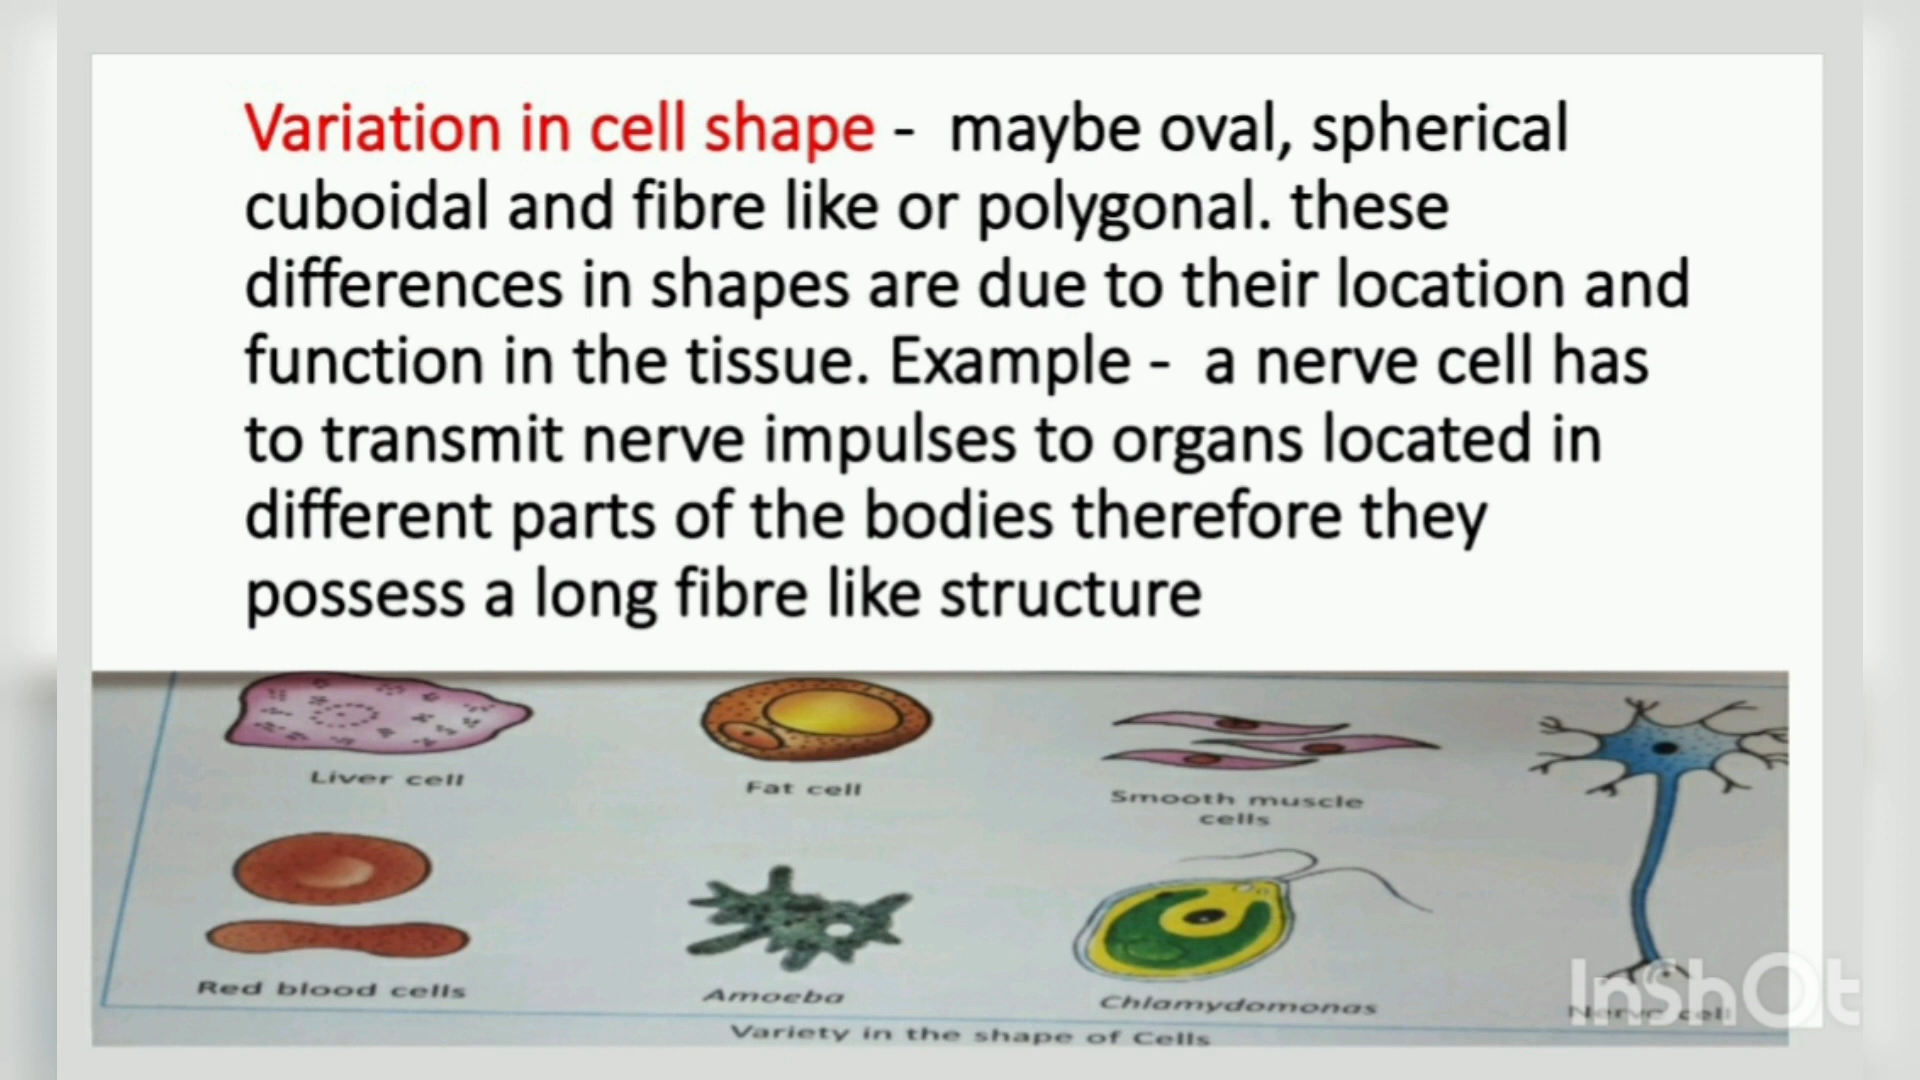 Variation in cell shape - maybe oval, spherical
cuboidal and fibre like or polygonal. these
differences in shapes are due to their location and
function in the tissue. Example - a nerve cell has
to transmit nerve impulses to organs located in
different parts of the bodies therefore they
possess a long fibre like structure
Liver cell
Fat cell
Smooth muscle
cells
Red blood cells
Amoeba
Chlamydomonas
Nerve cell
Variety in the shape of Cells
InShOt